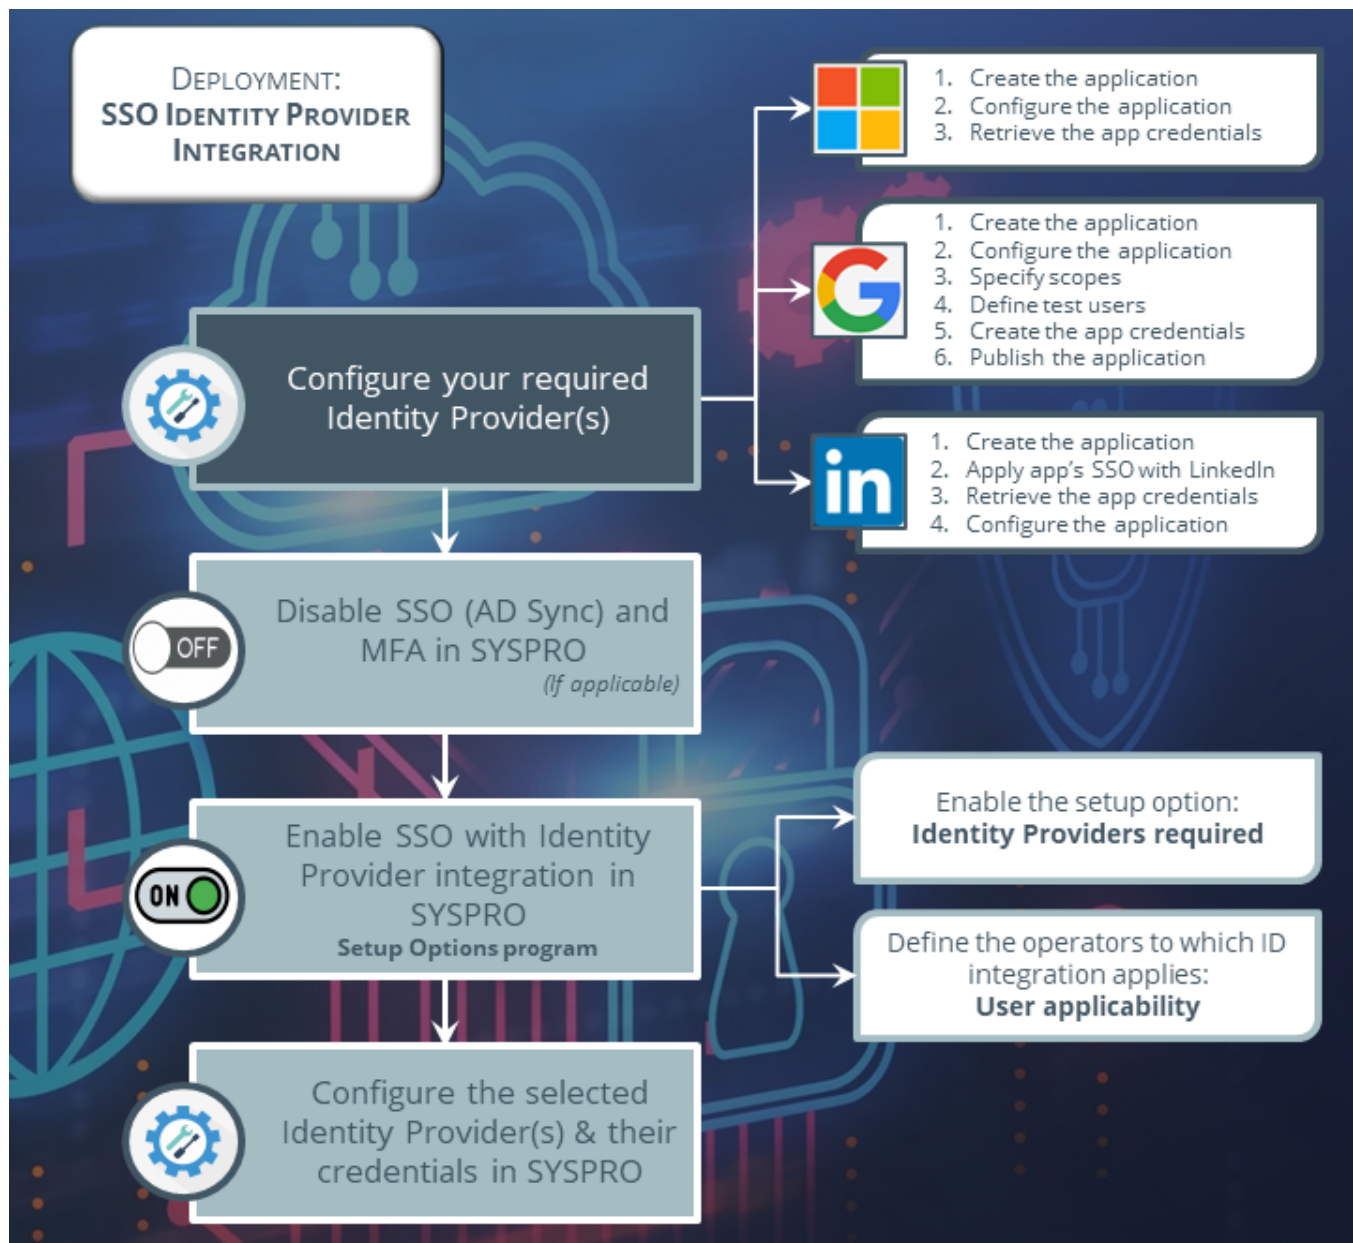 DEPLOYMENT:
SSO IDENTITY PROVIDER
INTEGRATION
1. Create the application
2. Configure the application
3. Retrieve the app credentials
1. Create the application
2. Configure the application
3. Specify scopes
4. Define test users
5. Create the app credentials
6. Publish the application
Configure your required
Identity Provider(s)
in
1. Create the application
2. Apply app's SSO with LinkedIn
3. Retrieve the app credentials
4. Configure the application
OFF
Disable SSO (AD Sync) and
MFA in SYSPRO
(If applicable)
ON
Enable SSO with Identity
Provider integration in
SYSPRO
Setup Options program
Enable the setup option:
Identity Providers required
Define the operators to which ID
integration applies:
User applicability
Configure the selected
Identity Provider(s) & their
credentials in SYSPRO